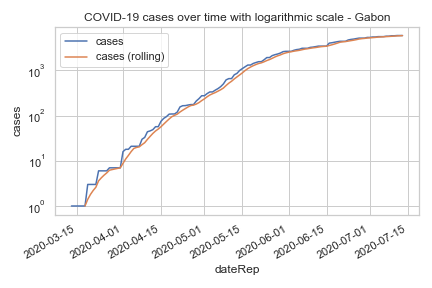 COVID-19 cases over time with logarithmic scale - Gabon
cases
cases (rolling)
cases
10³
10²
10¹
10⁰
2020-03-15
2020-04-01
2020-04-15
2020-05-01
2020-05-15
2020-06-01
2020-06-15
2020-07-01
2020-07-15
dateRep